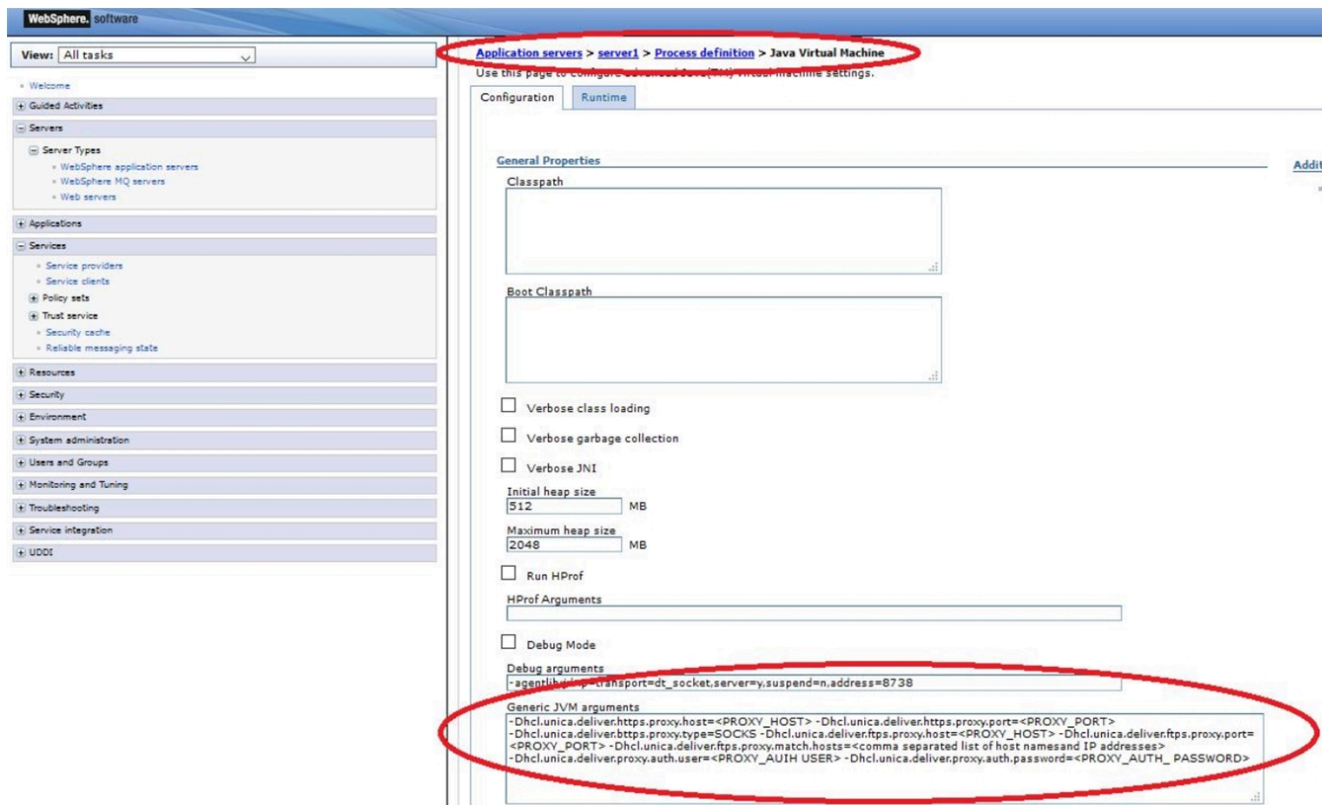 WebSphere. software
View: All tasks
Welcome
Guided Activities
Servers
Server Types
WebSphere application servers
WebSphere MQ servers
Web servers
Applications
Services
Service providers
Service clients
Policy sets
Trust service
Security cache
Reliable messaging state
Resources
Security
Environment
System administration
Users and Groups
Monitoring and Tuning
Troubleshooting
Service integration
UDDI
Application servers > server1 > Process definition > Java Virtual Machine
Use this page to configure advanced Java(TM) virtual machine settings.
Configuration Runtime
General Properties
Addit
Classpath
Boot Classpath
Verbose class loading
Verbose garbage collection
Verbose JNI
Initial heap size
512 MB
Maximum heap size
2048 MB
Run HProf
HProf Arguments
Debug Mode
Debug arguments
-agentlib:jdwp=transport=dt_socket,server=y,suspend=n,address=8738
Generic JVM arguments
-Dhcl.unica.deliver.https.proxy.host=<PROXY_HOST> -Dhcl.unica.deliver.https.proxy.port=<PROXY_PORT>
-Dhcl.unica.deliver.bttps.proxy.type=SOCKS -Dhcl.unica.deliver.ftps.proxy.host=<PROXY_HOST> -Dhcl.unica.deliver.ftps.proxy.port=
<PROXY_PORT> -Dhcl.unica.deliver.ftps.proxy.match.hosts=<comma separated list of host namesand IP addresses>
-Dhcl.unica.deliver.proxy.auth.user=<PROXY_AUIH USER> -Dhcl.unica.deliver.proxy.auth.password=<PROXY_AUTH_ PASSWORD>